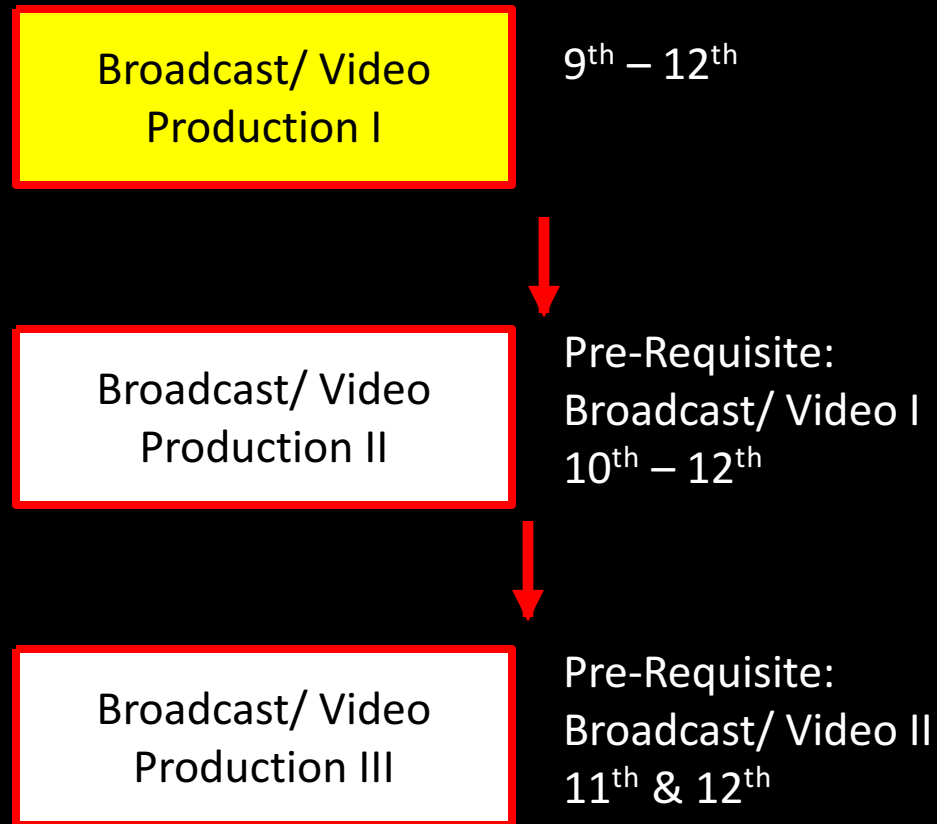 Broadcast/ Video
Production I
9th – 12th
Broadcast/ Video
Production II
Pre-Requisite:
Broadcast/ Video I
10th – 12th
Broadcast/ Video
Production III
Pre-Requisite:
Broadcast/ Video II
11th & 12th